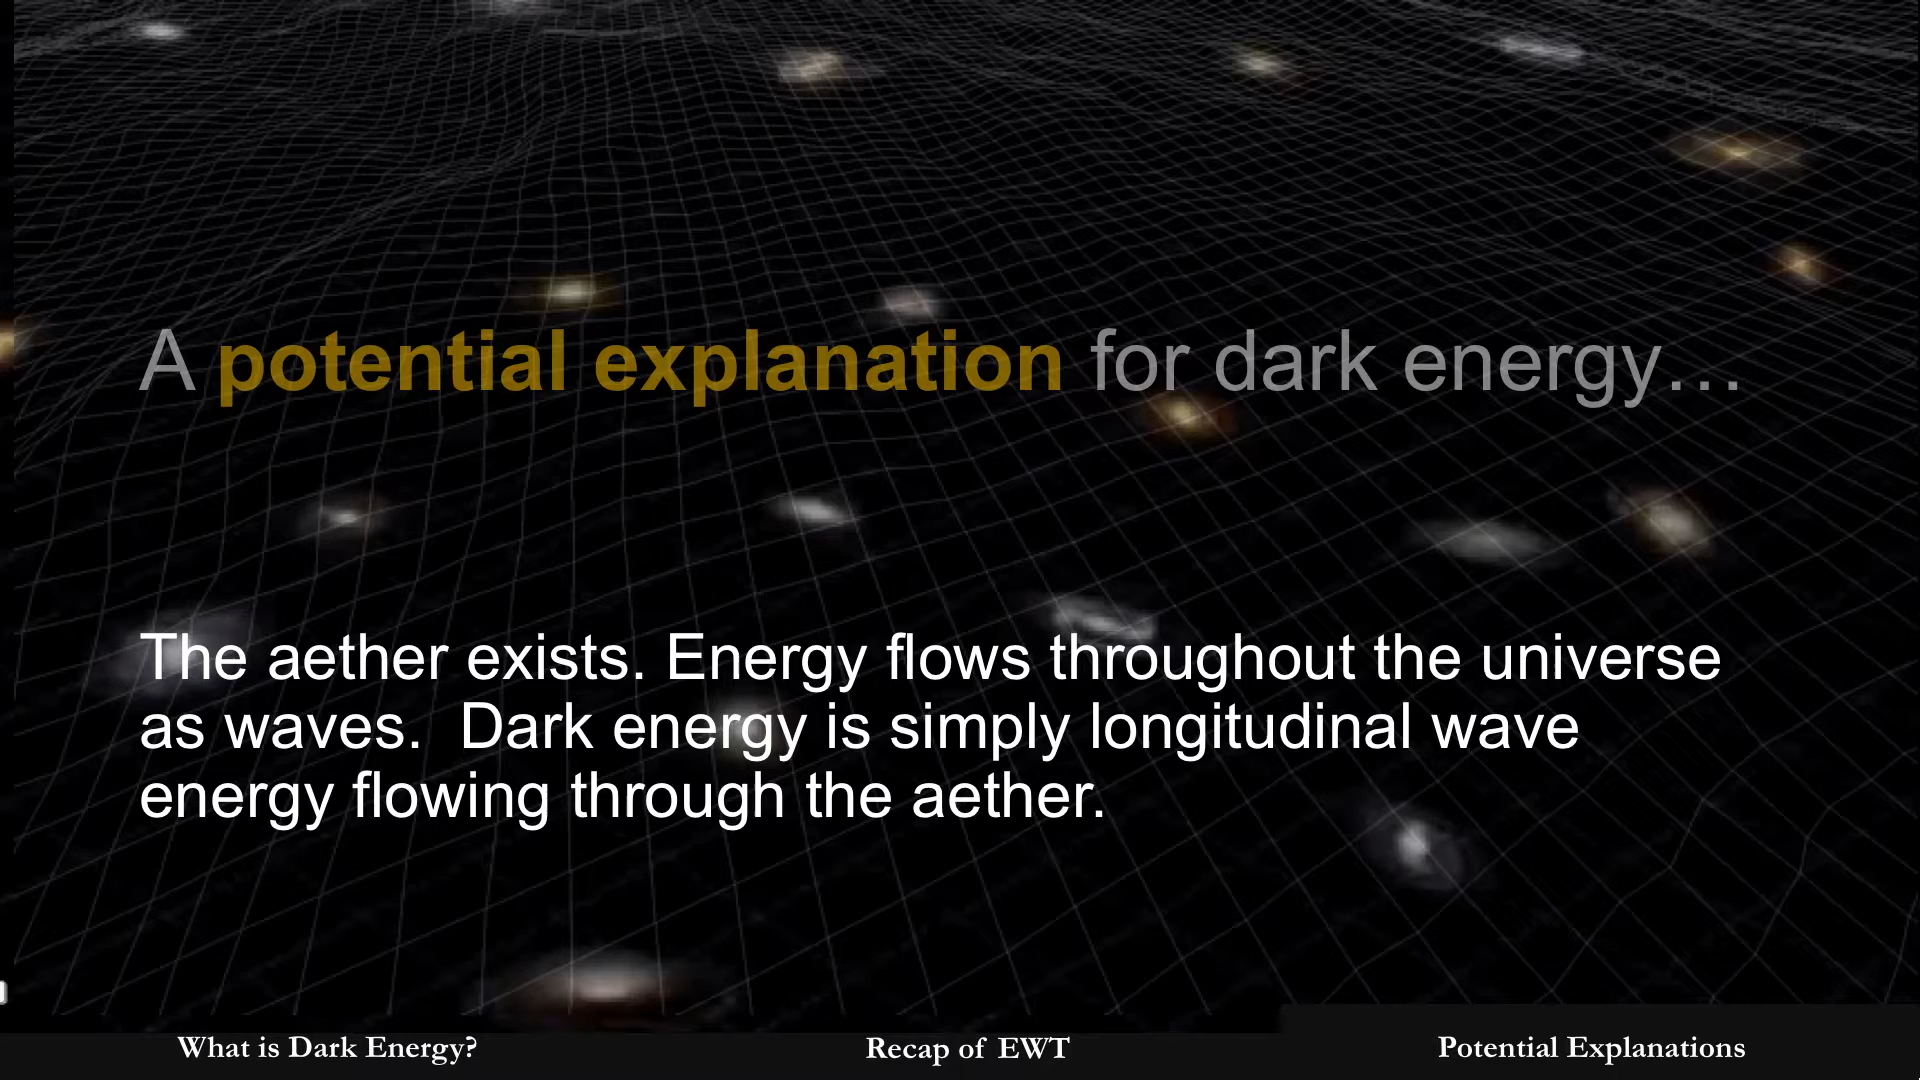 A potential explanation for dark energy…
The aether exists. Energy flows throughout the universe
as waves.  Dark energy is simply longitudinal wave
energy flowing through the aether.
What is Dark Energy?
Recap of EWT
Potential Explanations